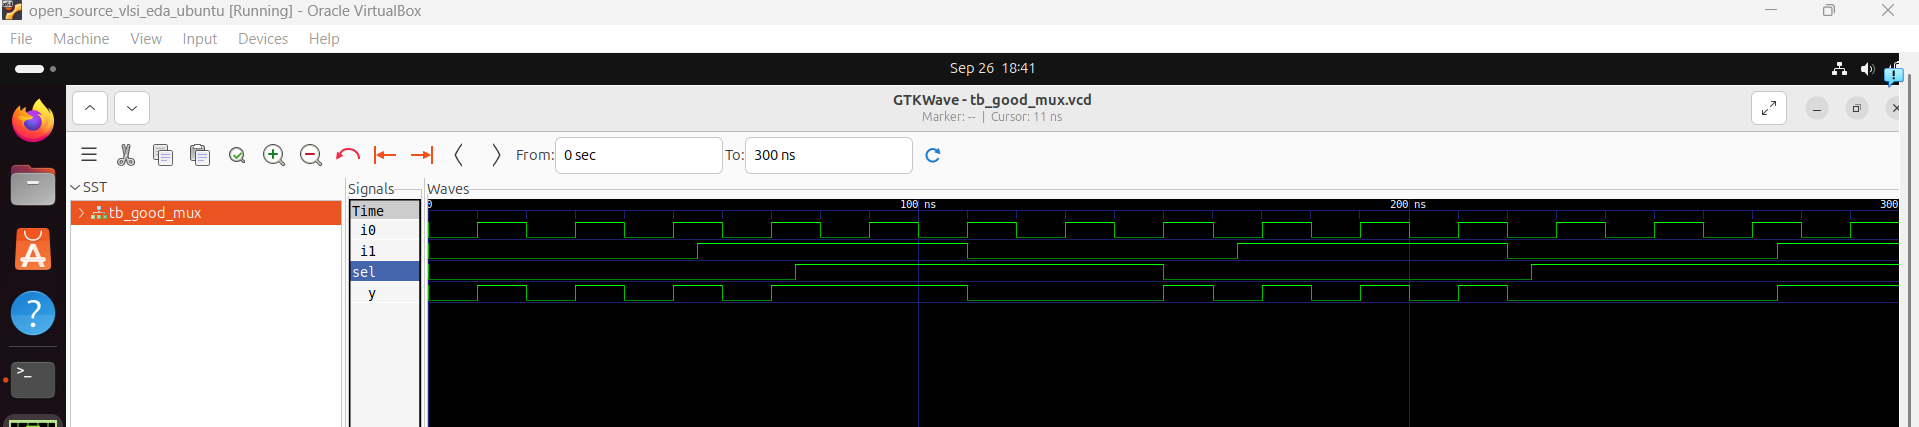 open_source_vlsi_eda_ubuntu [Running] - Oracle VirtualBox
File Machine View Input Devices Help
Sep 26 18:41
GTKWave - tb_good_mux.vcd
Marker: -- | Cursor: 11 ns
From: 0 sec To: 300 ns
SST
tb_good_mux
Signals
Time
i0
i1
sel
y
Waves
0 100 ns 200 ns 300